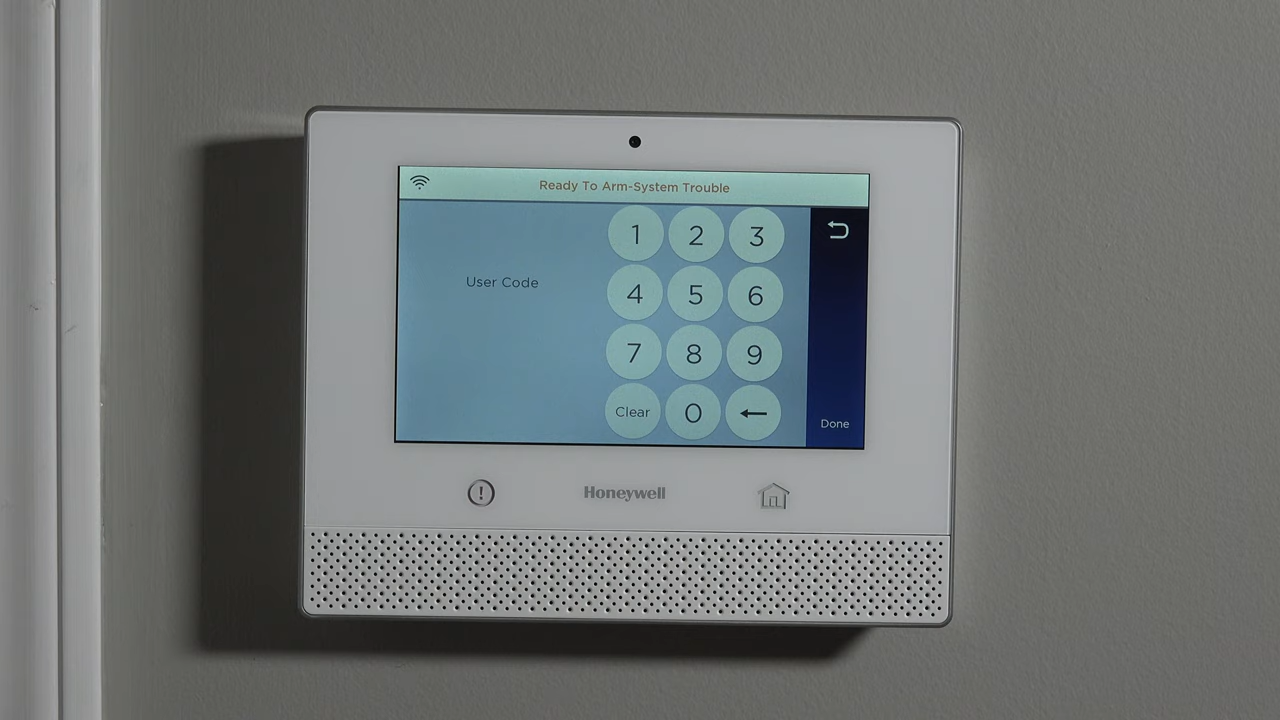 Ready To Arm-System Trouble
User Code
1 2 3
4 5 6
7 8 9
Clear 0
Done
Honeywell